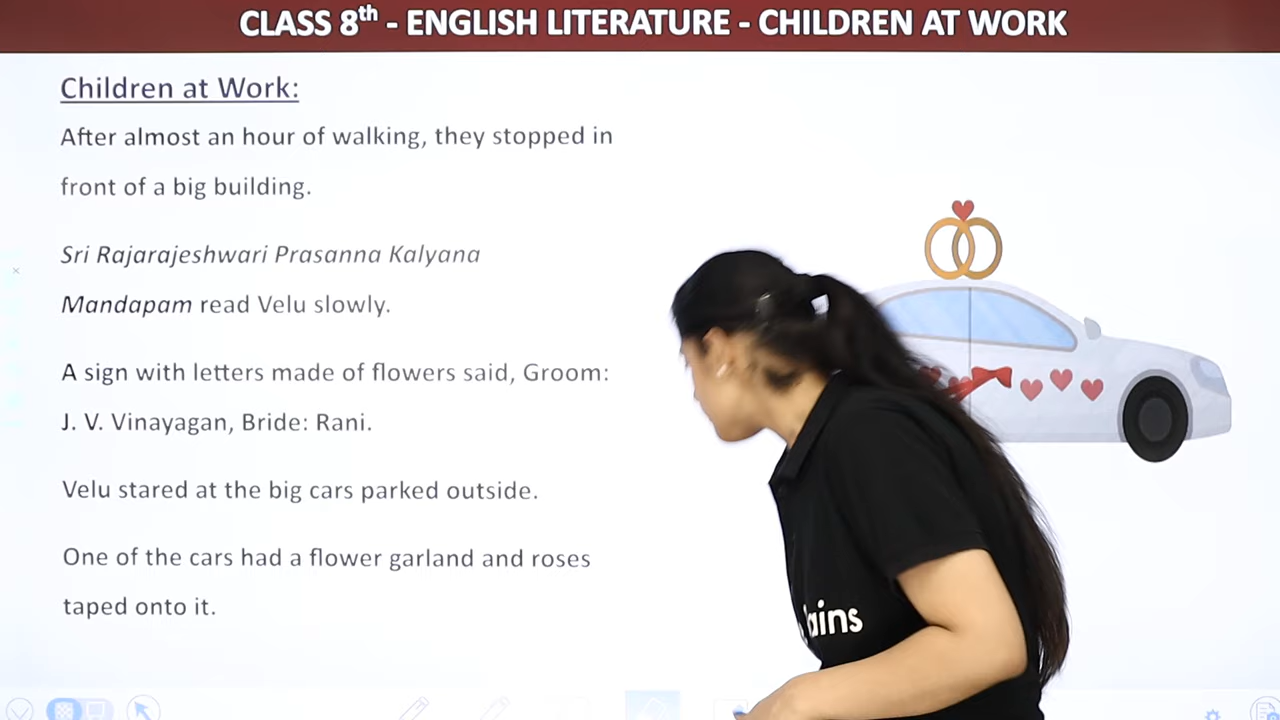 CLASS 8th - ENGLISH LITERATURE - CHILDREN AT WORK
Children at Work:
After almost an hour of walking, they stopped in
front of a big building.
Sri Rajarajeshwari Prasanna Kalyana
Mandapam read Velu slowly.
A sign with letters made of flowers said, Groom:
J. V. Vinayagan, Bride: Rani.
Velu stared at the big cars parked outside.
One of the cars had a flower garland and roses
taped onto it.